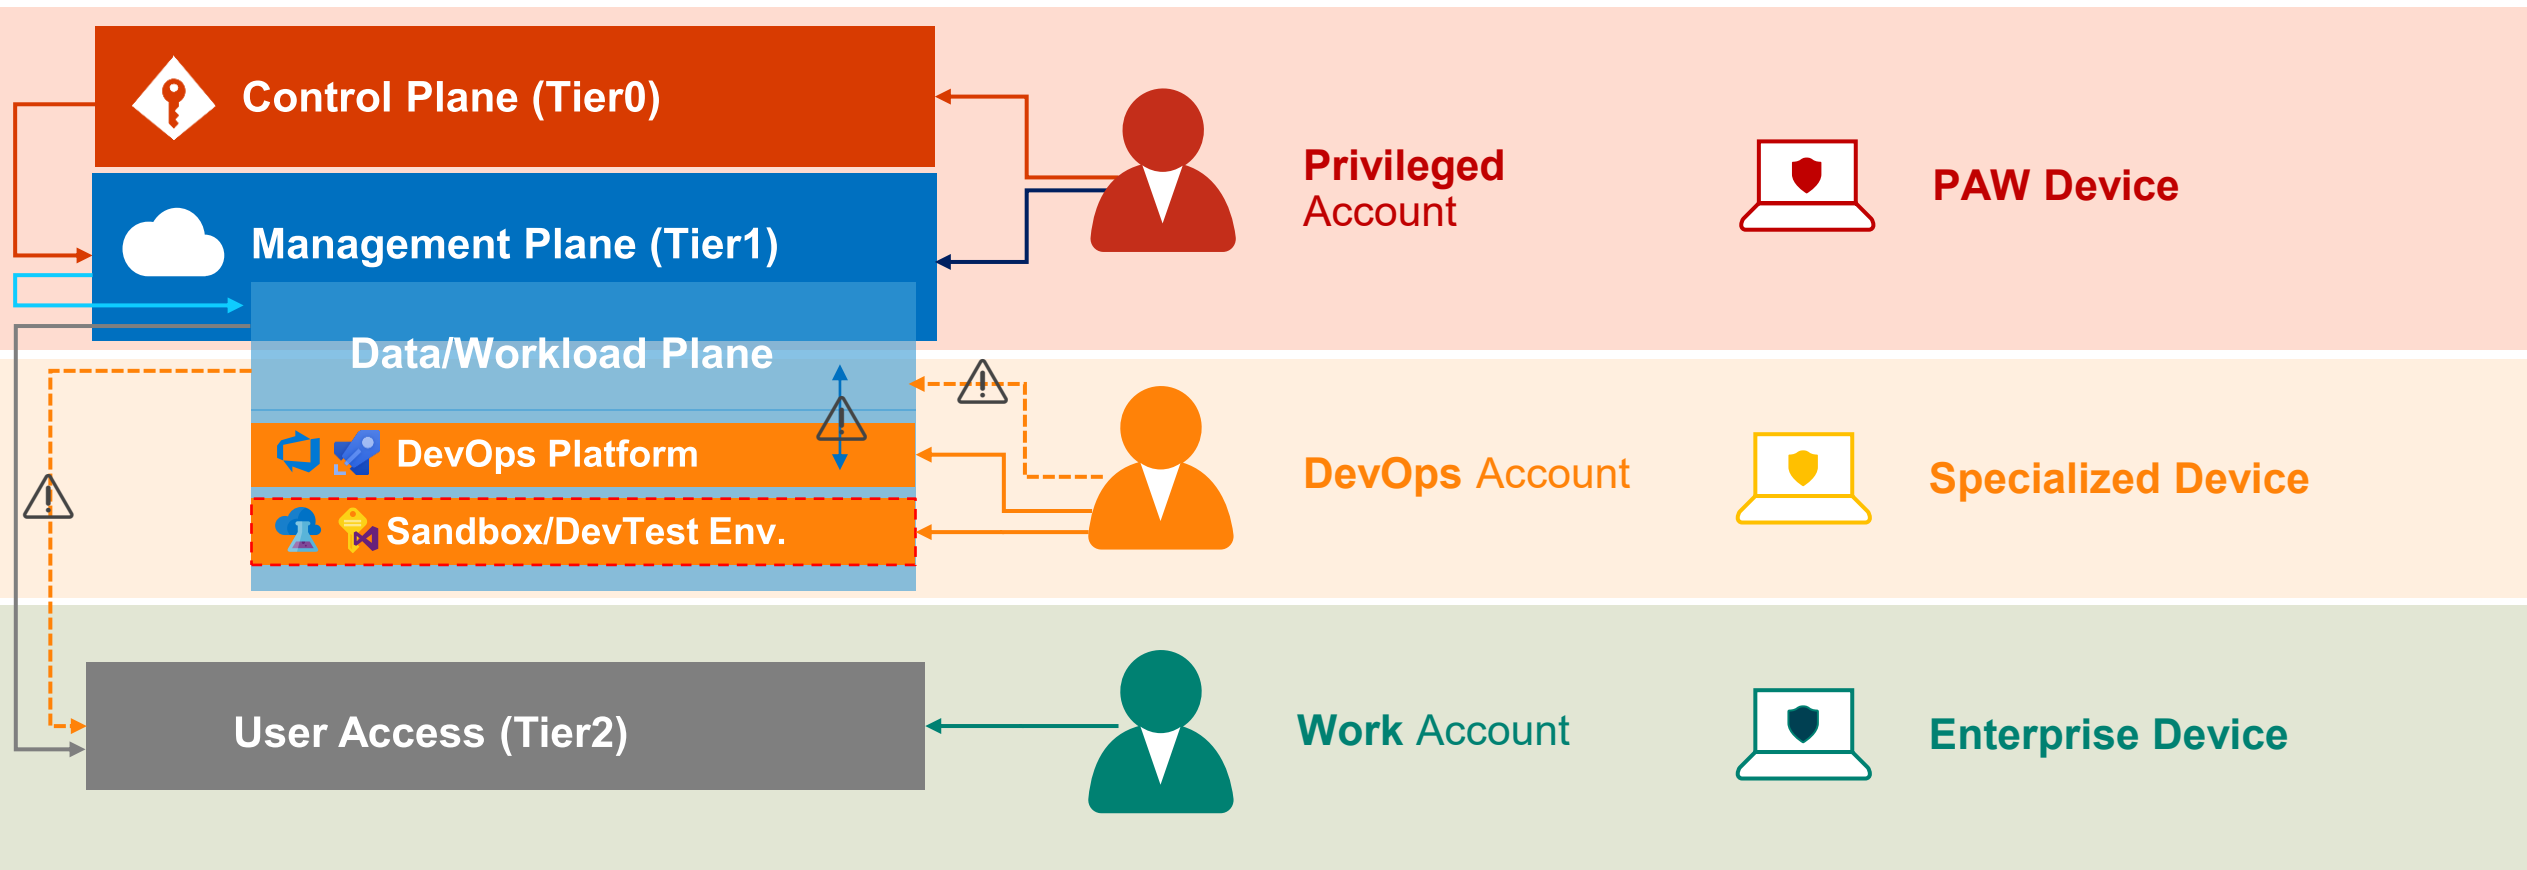 Control Plane (Tier0)
Management Plane (Tier1)
Privileged
Account
PAW Device
Data/Workload Plane
DevOps Platform
Sandbox/DevTest Env.
DevOps Account
Specialized Device
User Access (Tier2)
Work Account
Enterprise Device